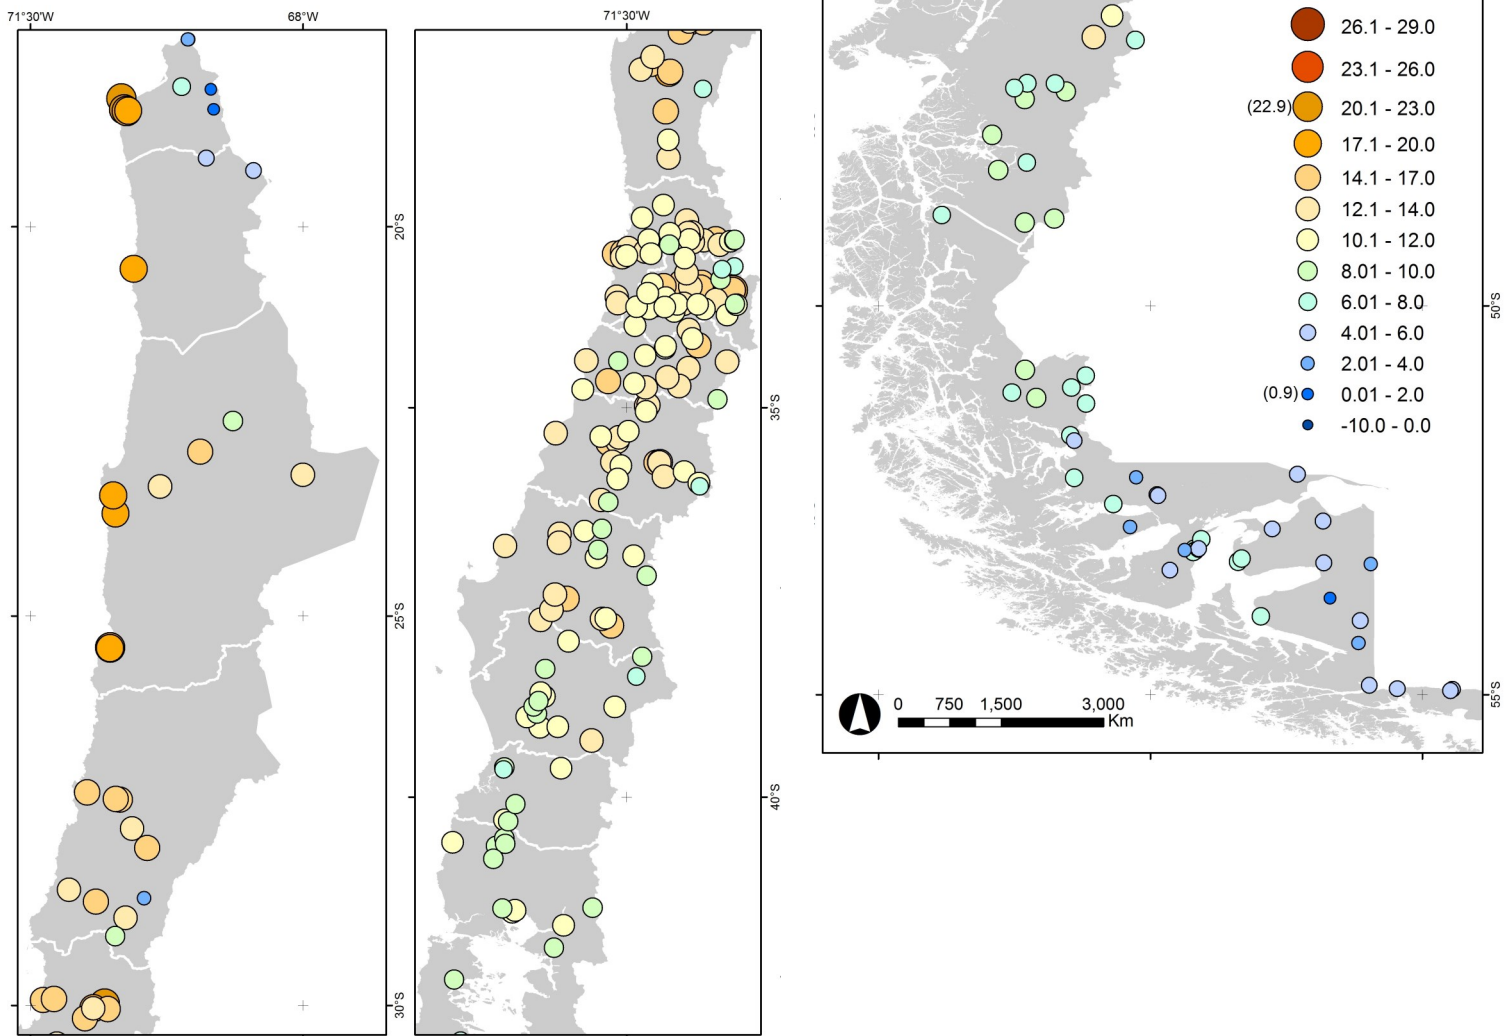 71°30'W
68°W
20°S
25°S
30°S
71°30'W
35°S
40°S
26.1 - 29.0
23.1 - 26.0
(22.9) 20.1 - 23.0
17.1 - 20.0
14.1 - 17.0
12.1 - 14.0
10.1 - 12.0
8.01 - 10.0
6.01 - 8.0
4.01 - 6.0
2.01 - 4.0
(0.9) 0.01 - 2.0
-10.0 - 0.0
50°S
55°S
0 750 1,500 3,000
Km